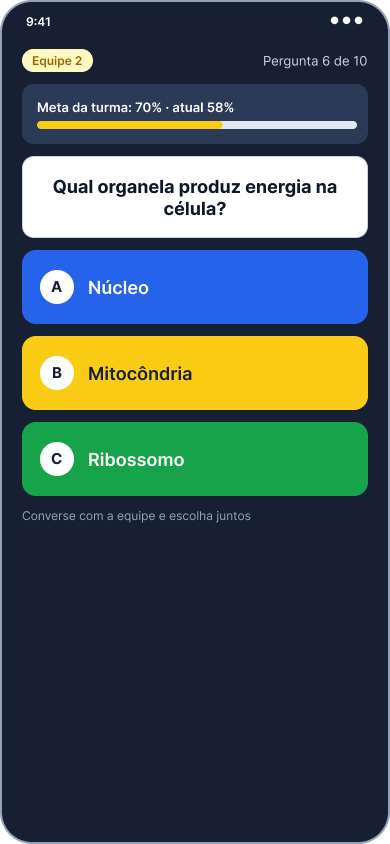 9:41
Equipe 2
Pergunta 6 de 10
Meta da turma: 70% · atual 58%
Qual organela produz energia na
célula?
A
Núcleo
B
Mitocôndria
C
Ribossomo
Converse com a equipe e escolha juntos